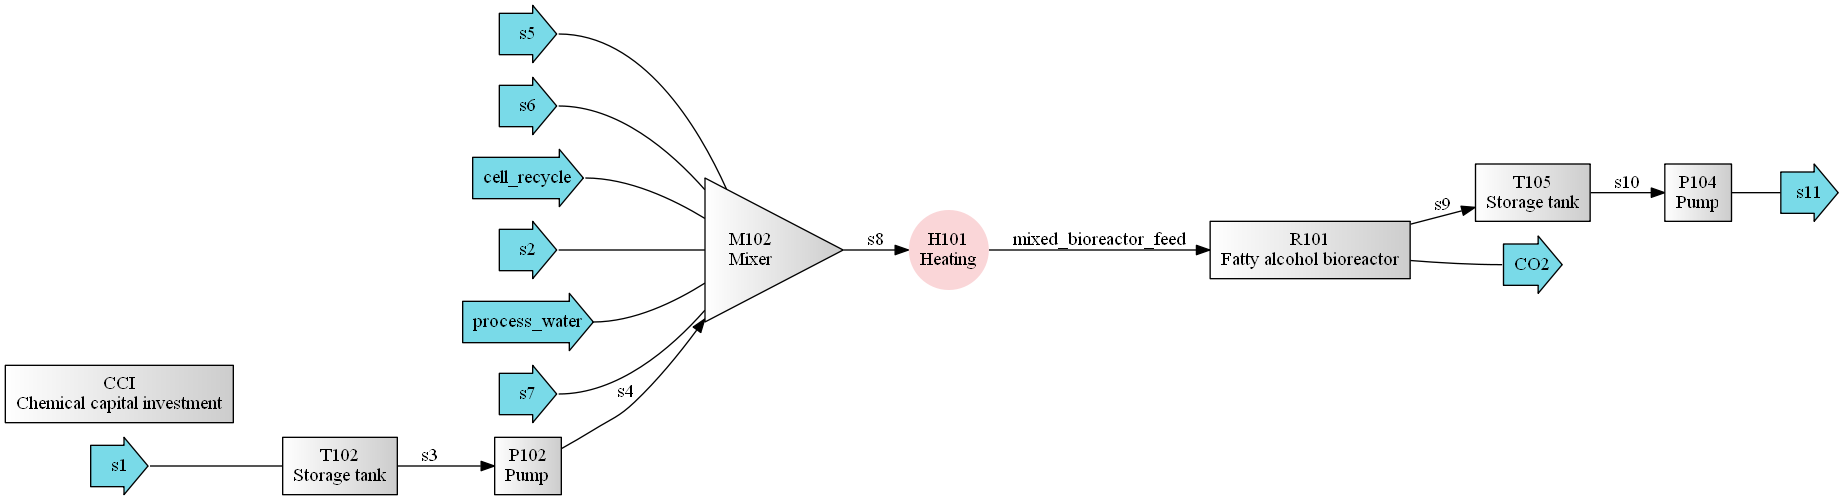 s5
s6
cell_recycle
s2
process_water
s7
CCI
Chemical capital investment
s1
T102
Storage tank
s3
P102
Pump
s4
M102
Mixer
s8
H101
Heating
mixed_bioreactor_feed
R101
Fatty alcohol bioreactor
s9
CO2
T105
Storage tank
s10
P104
Pump
s11